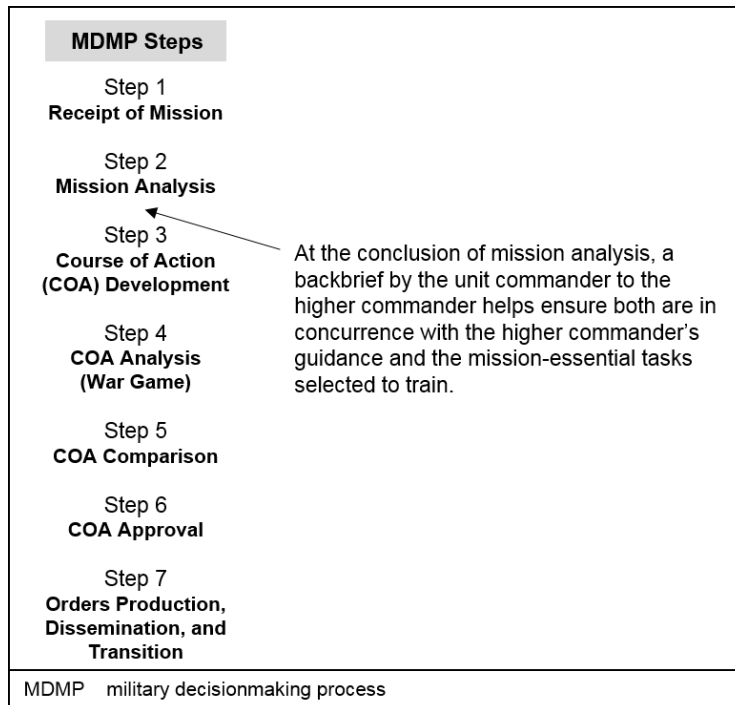 MDMP Steps
Step 1
Receipt of Mission
Step 2
Mission Analysis
Step 3
Course of Action
(COA) Development
At the conclusion of mission analysis, a
backbrief by the unit commander to the
higher commander helps ensure both are in
concurrence with the higher commander’s
guidance and the mission-essential tasks
selected to train.
Step 4
COA Analysis
(War Game)
Step 5
COA Comparison
Step 6
COA Approval
Step 7
Orders Production,
Dissemination, and
Transition
MDMP military decisionmaking process